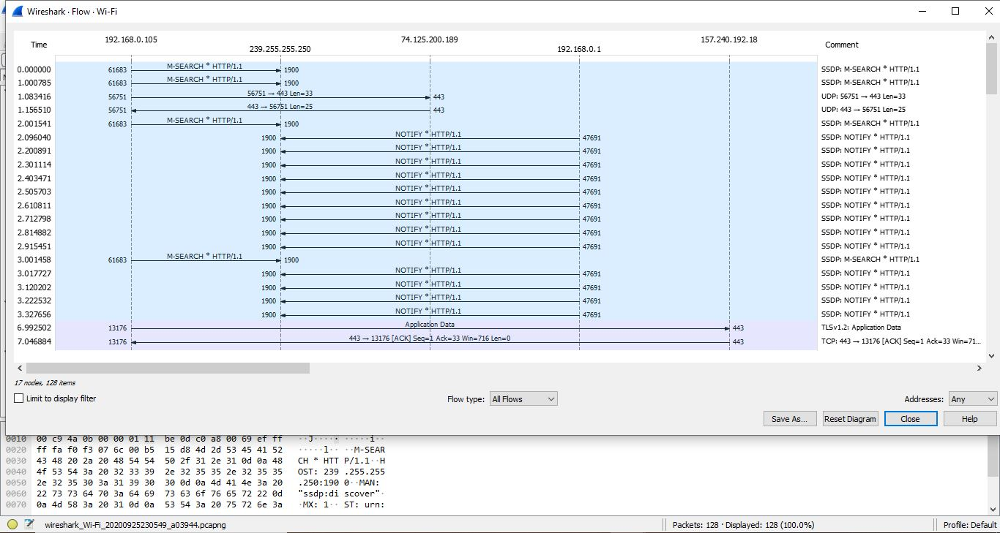 Wireshark · Flow · Wi-Fi
192.168.0.105 74.125.200.189 157.240.192.18
Time 239.255.255.250 192.168.0.1 Comment
0.000000 61683 M-SEARCH * HTTP/1.1 1900 SSDP: M-SEARCH * HTTP/1.1
1.000785 61683 M-SEARCH * HTTP/1.1 1900 SSDP: M-SEARCH * HTTP/1.1
1.083416 56751 56751 → 443 Len=33 443 UDP: 56751 → 443 Len=33
1.156510 56751 443 → 56751 Len=25 443 UDP: 443 → 56751 Len=25
2.001541 61683 M-SEARCH * HTTP/1.1 1900 SSDP: M-SEARCH * HTTP/1.1
2.096040 1900 NOTIFY * HTTP/1.1 47691 SSDP: NOTIFY * HTTP/1.1
2.200891 1900 NOTIFY * HTTP/1.1 47691 SSDP: NOTIFY * HTTP/1.1
2.301114 1900 NOTIFY * HTTP/1.1 47691 SSDP: NOTIFY * HTTP/1.1
2.403471 1900 NOTIFY * HTTP/1.1 47691 SSDP: NOTIFY * HTTP/1.1
2.505703 1900 NOTIFY * HTTP/1.1 47691 SSDP: NOTIFY * HTTP/1.1
2.610811 1900 NOTIFY * HTTP/1.1 47691 SSDP: NOTIFY * HTTP/1.1
2.712798 1900 NOTIFY * HTTP/1.1 47691 SSDP: NOTIFY * HTTP/1.1
2.814882 1900 NOTIFY * HTTP/1.1 47691 SSDP: NOTIFY * HTTP/1.1
2.915451 1900 NOTIFY * HTTP/1.1 47691 SSDP: NOTIFY * HTTP/1.1
3.001458 61683 M-SEARCH * HTTP/1.1 1900 SSDP: M-SEARCH * HTTP/1.1
3.017727 1900 NOTIFY * HTTP/1.1 47691 SSDP: NOTIFY * HTTP/1.1
3.120202 1900 NOTIFY * HTTP/1.1 47691 SSDP: NOTIFY * HTTP/1.1
3.222532 1900 NOTIFY * HTTP/1.1 47691 SSDP: NOTIFY * HTTP/1.1
3.327656 1900 NOTIFY * HTTP/1.1 47691 SSDP: NOTIFY * HTTP/1.1
6.992502 13176 Application Data 443 TLSv1.2: Application Data
7.046884 13176 443 → 13176 [ACK] Seq=1 Ack=33 Win=716 Len=0 443 TCP: 443 → 13176 [ACK] Seq=1 Ack=33 Win=71...
17 nodes, 128 items
Limit to display filter Flow type: All Flows Addresses: Any
Save As... Reset Diagram Close Help
0010 00 c9 4a 0b 00 00 01 11 be 0d c0 a8 00 69 ef ff ··J····· ·····i··
0020 ff fa f0 f3 07 6c 00 b5 15 d8 4d 2d 53 45 41 52 ·····l·· ··M-SEAR
0030 43 48 20 2a 20 48 54 54 50 2f 31 2e 31 0d 0a 48 CH * HTT P/1.1··H
0040 4f 53 54 3a 20 32 33 39 2e 32 35 35 2e 32 35 35 OST: 239 .255.255
0050 2e 32 35 30 3a 31 39 30 30 0d 0a 4d 41 4e 3a 20 .250:190 0··MAN:
0060 22 73 73 64 70 3a 64 69 73 63 6f 76 65 72 22 0d "ssdp:di scover"·
0070 0a 4d 58 3a 20 31 0d 0a 53 54 3a 20 75 72 6e 3a ·MX: 1·· ST: urn:
wireshark_Wi-Fi_20200925230549_a03944.pcapng Packets: 128 · Displayed: 128 (100.0%) Profile: Default